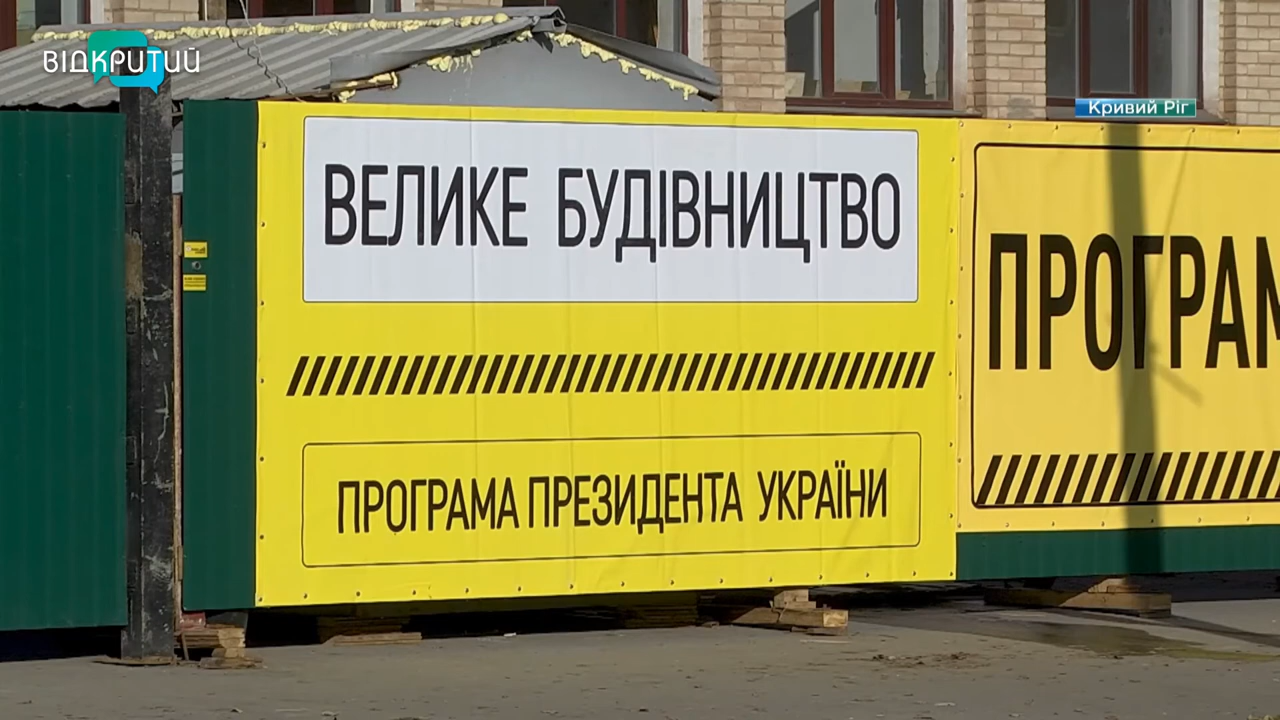 ВІДКРИТИЙ
Кривий Ріг
ВЕЛИКЕ БУДІВНИЦТВО
ПРОГРАМА ПРЕЗИДЕНТА УКРАЇНИ
ПРОГРАМ